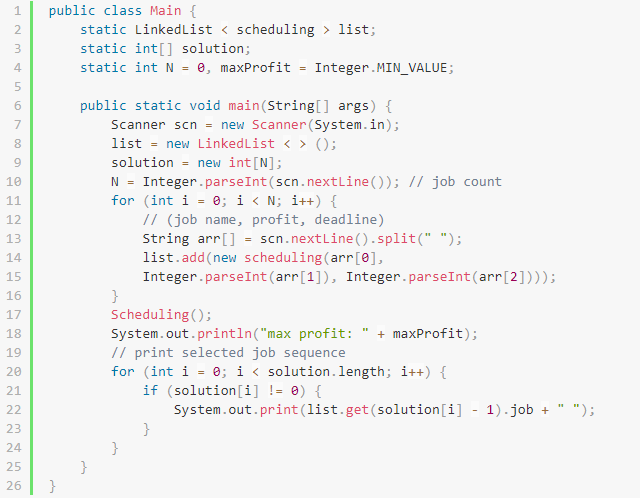 1 public class Main {
2     static LinkedList < scheduling > list;
3     static int[] solution;
4     static int N = 0, maxProfit = Integer.MIN_VALUE;
5
6     public static void main(String[] args) {
7         Scanner scn = new Scanner(System.in);
8         list = new LinkedList < > ();
9         solution = new int[N];
10         N = Integer.parseInt(scn.nextLine()); // job count
11         for (int i = 0; i < N; i++) {
12             // (job name, profit, deadline)
13             String arr[] = scn.nextLine().split(" ");
14             list.add(new scheduling(arr[0],
15             Integer.parseInt(arr[1]), Integer.parseInt(arr[2])));
16         }
17         Scheduling();
18         System.out.println("max profit: " + maxProfit);
19         // print selected job sequence
20         for (int i = 0; i < solution.length; i++) {
21             if (solution[i] != 0) {
22                 System.out.print(list.get(solution[i] - 1).job + " ");
23             }
24         }
25     }
26 }